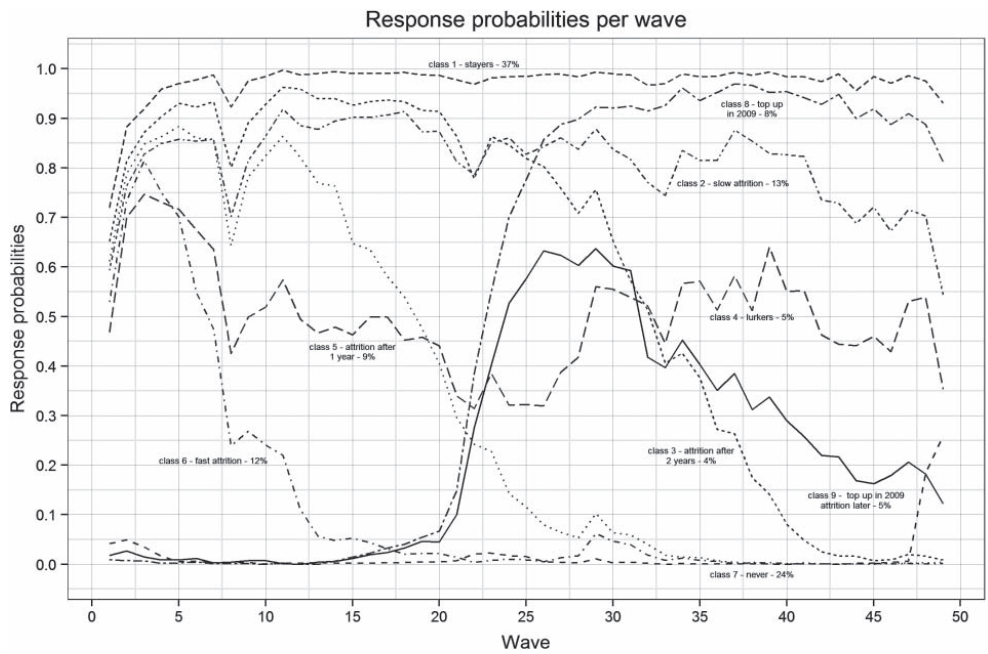 Response probabilities per wave
class 1 - stayers - 37%
class 8 - top up
in 2009 - 8%
class 2 - slow attrition - 13%
class 4 - lurkers - 5%
class 5 - attrition after
1 year - 9%
class 3 - attrition after
2 years - 4%
class 6 - fast attrition - 12%
class 9 - top up in 2009
attrition later - 5%
class 7 - never - 24%
Response probabilities
1.0
0.9
0.8
0.7
0.6
0.5
0.4
0.3
0.2
0.1
0.0
0 5 10 15 20 25 30 35 40 45 50
Wave